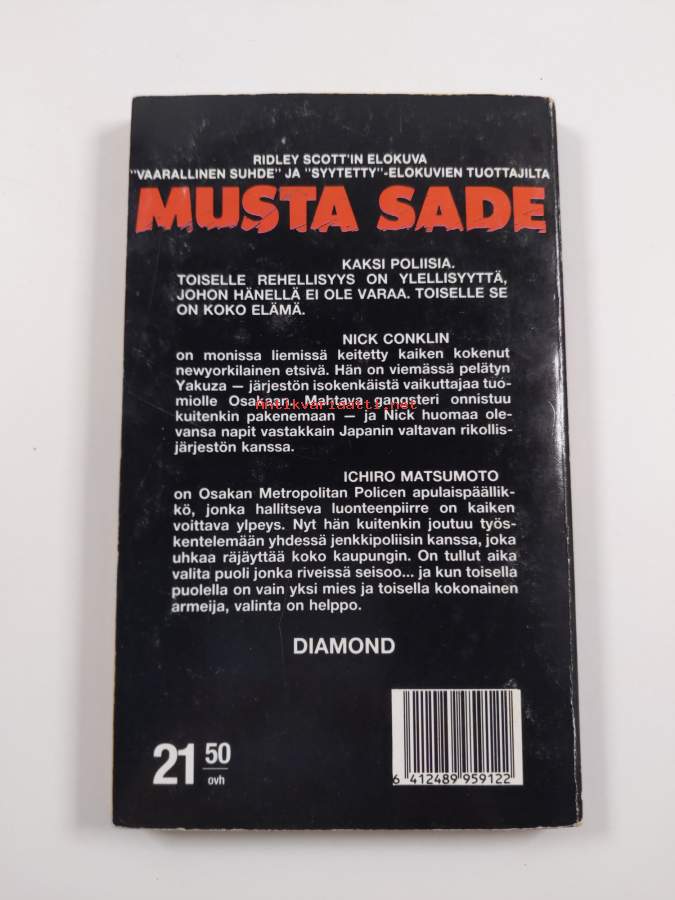 RIDLEY SCOTT'IN ELOKUVA
"VAARALLINEN SUHDE" JA "SYYTETTY"-ELOKUVIEN TUOTTAJILTA
MUSTA SADE
KAKSI POLIISIA.
TOISELLE REHELLISYYS ON YLELLISYYTTÄ,
JOHON HÄNELLÄ EI OLE VARAA. TOISELLE SE
ON KOKO ELÄMÄ.
NICK CONKLIN
on monissa liemissä keitetty kaiken kokenut
newyorkilainen etsivä. Hän on viemässä pelätyn
Yakuza — järjestön isokenkäistä vaikuttajaa tuo-
miolle Osakaan. Mahtava gangsteri onnistuu
Antikvariaatti.net
kuitenkin pakenemaan — ja Nick huomaa ole-
vansa napit vastakkain Japanin valtavan rikollis-
järjestön kanssa.
ICHIRO MATSUMOTO
on Osakan Metropolitan Policen apulaispäällik-
kö, jonka hallitseva luonteenpiirre on kaiken
voittava ylpeys. Nyt hän kuitenkin joutuu työs-
kentelemään yhdessä jenkkipoliisin kanssa, joka
uhkaa räjäyttää koko kaupungin. On tullut aika
valita puoli jonka riveissä seisoo... ja kun toisella
puolella on vain yksi mies ja toisella kokonainen
armeija, valinta on helppo.
DIAMOND
21 50
ovh
6 412489 959122